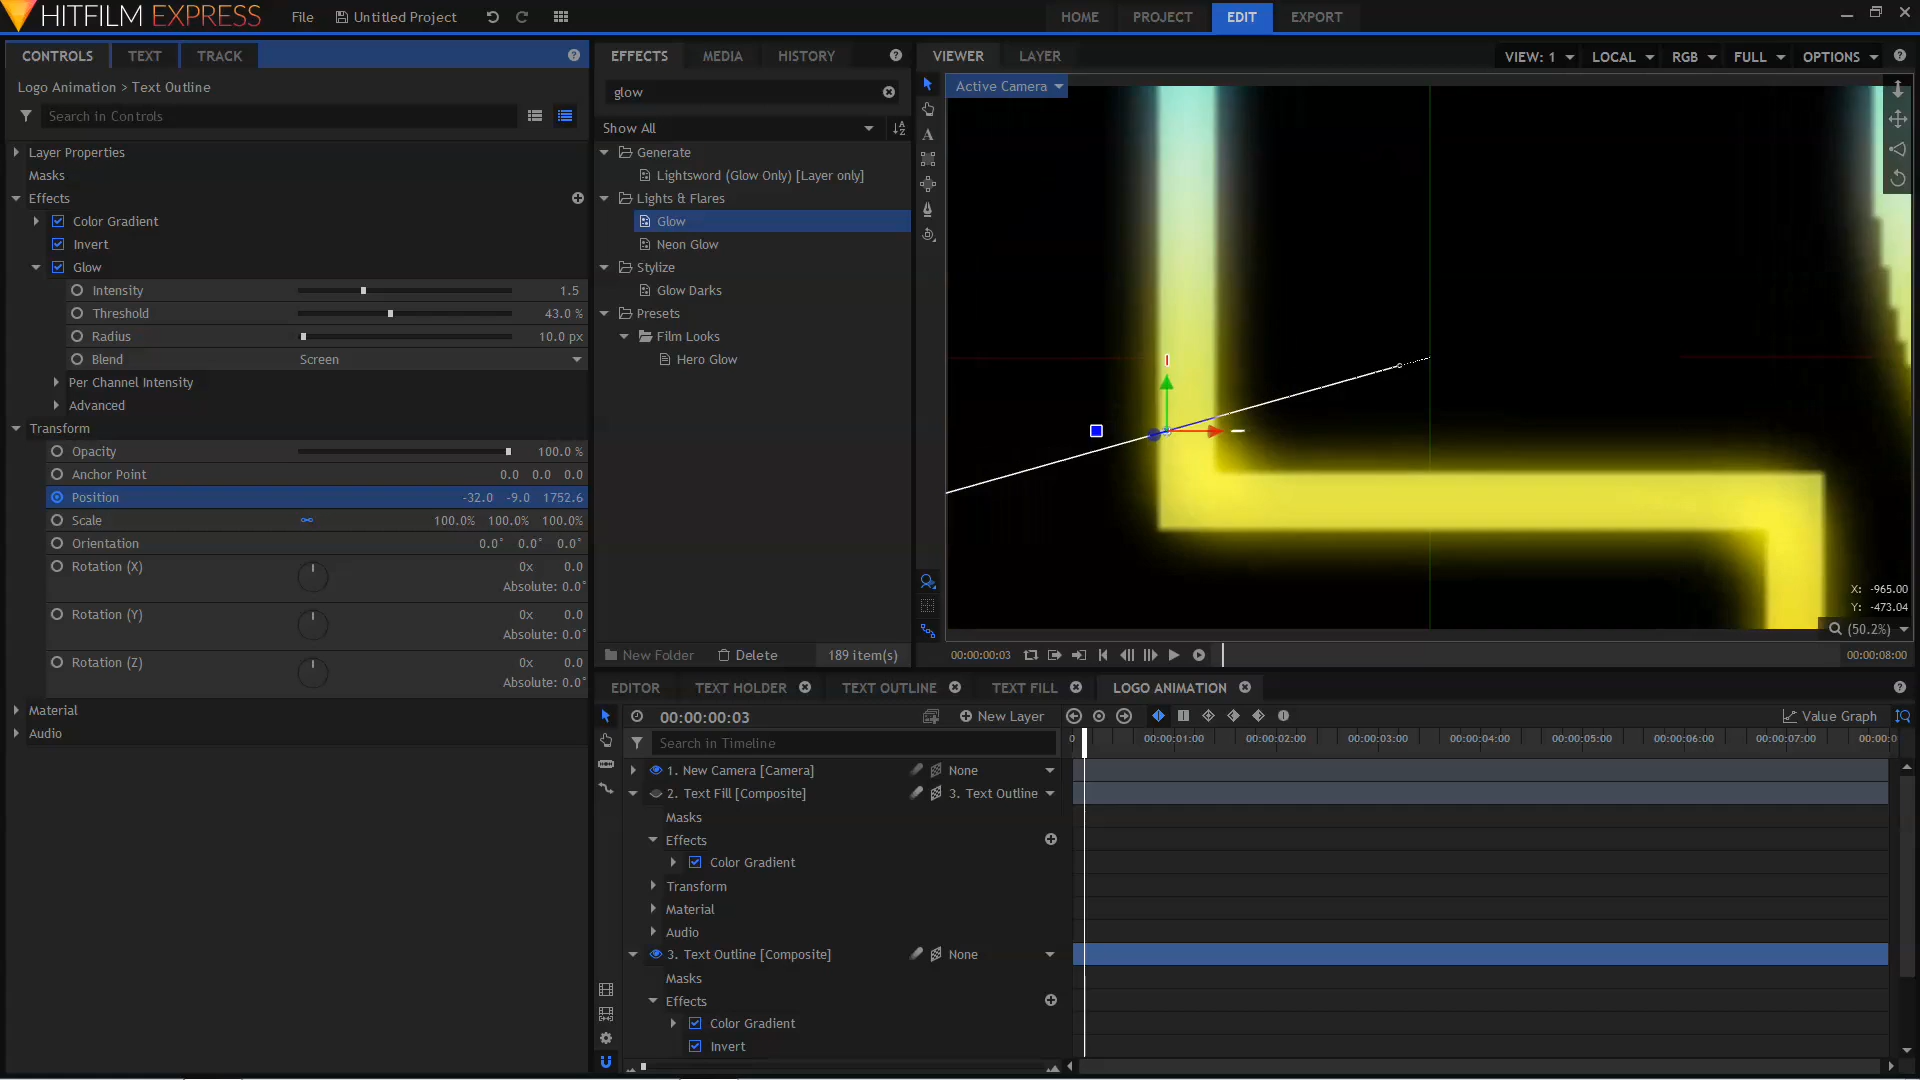 HITFILM EXPRESS File Untitled Project HOME PROJECT EDIT EXPORT
CONTROLS TEXT TRACK
Logo Animation > Text Outline
Search in Controls
Layer Properties
Masks
Effects
Color Gradient
Invert
Glow
Intensity 1.5
Threshold 43.0 %
Radius 10.0 px
Blend Screen
Per Channel Intensity
Advanced
Transform
Opacity 100.0 %
Anchor Point 0.0 0.0 0.0
Position -32.0 -9.0 1752.6
Scale 100.0% 100.0% 100.0%
Orientation 0.0° 0.0° 0.0°
Rotation (X) 0x 0.0
Absolute: 0.0°
Rotation (Y) 0x 0.0
Absolute: 0.0°
Rotation (Z) 0x 0.0
Absolute: 0.0°
Material
Audio
EFFECTS MEDIA HISTORY
glow
Show All
Generate
Lightsword (Glow Only) [Layer only]
Lights & Flares
Glow
Neon Glow
Stylize
Glow Darks
Presets
Film Looks
Hero Glow
New Folder Delete 189 item(s)
VIEWER LAYER VIEW: 1 LOCAL RGB FULL OPTIONS
Active Camera
X: -965.00
Y: -473.04
(50.2%)
00:00:00:03 00:00:08:00
EDITOR TEXT HOLDER TEXT OUTLINE TEXT FILL LOGO ANIMATION
00:00:00:03 New Layer Value Graph
Search in Timeline
0 00:00:01:00 00:00:02:00 00:00:03:00 00:00:04:00 00:00:05:00 00:00:06:00 00:00:07:00 00:00:0
1. New Camera [Camera] None
2. Text Fill [Composite] 3. Text Outline
Masks
Effects
Color Gradient
Transform
Material
Audio
3. Text Outline [Composite] None
Masks
Effects
Color Gradient
Invert